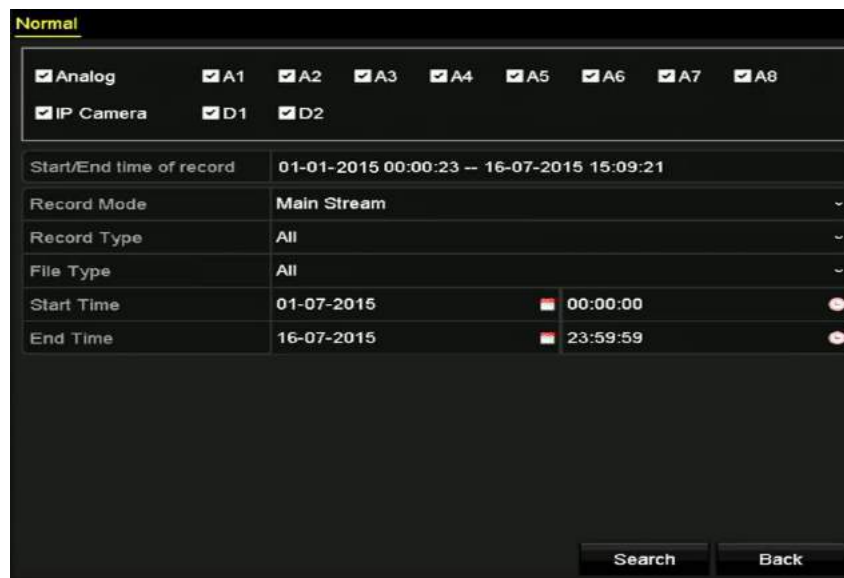 Normal
Analog A1 A2 A3 A4 A5 A6 A7 A8
IP Camera D1 D2
Start/End time of record 01-01-2015 00:00:23 -- 16-07-2015 15:09:21
Record Mode Main Stream
Record Type All
File Type All
Start Time 01-07-2015 00:00:00
End Time 16-07-2015 23:59:59
Search Back